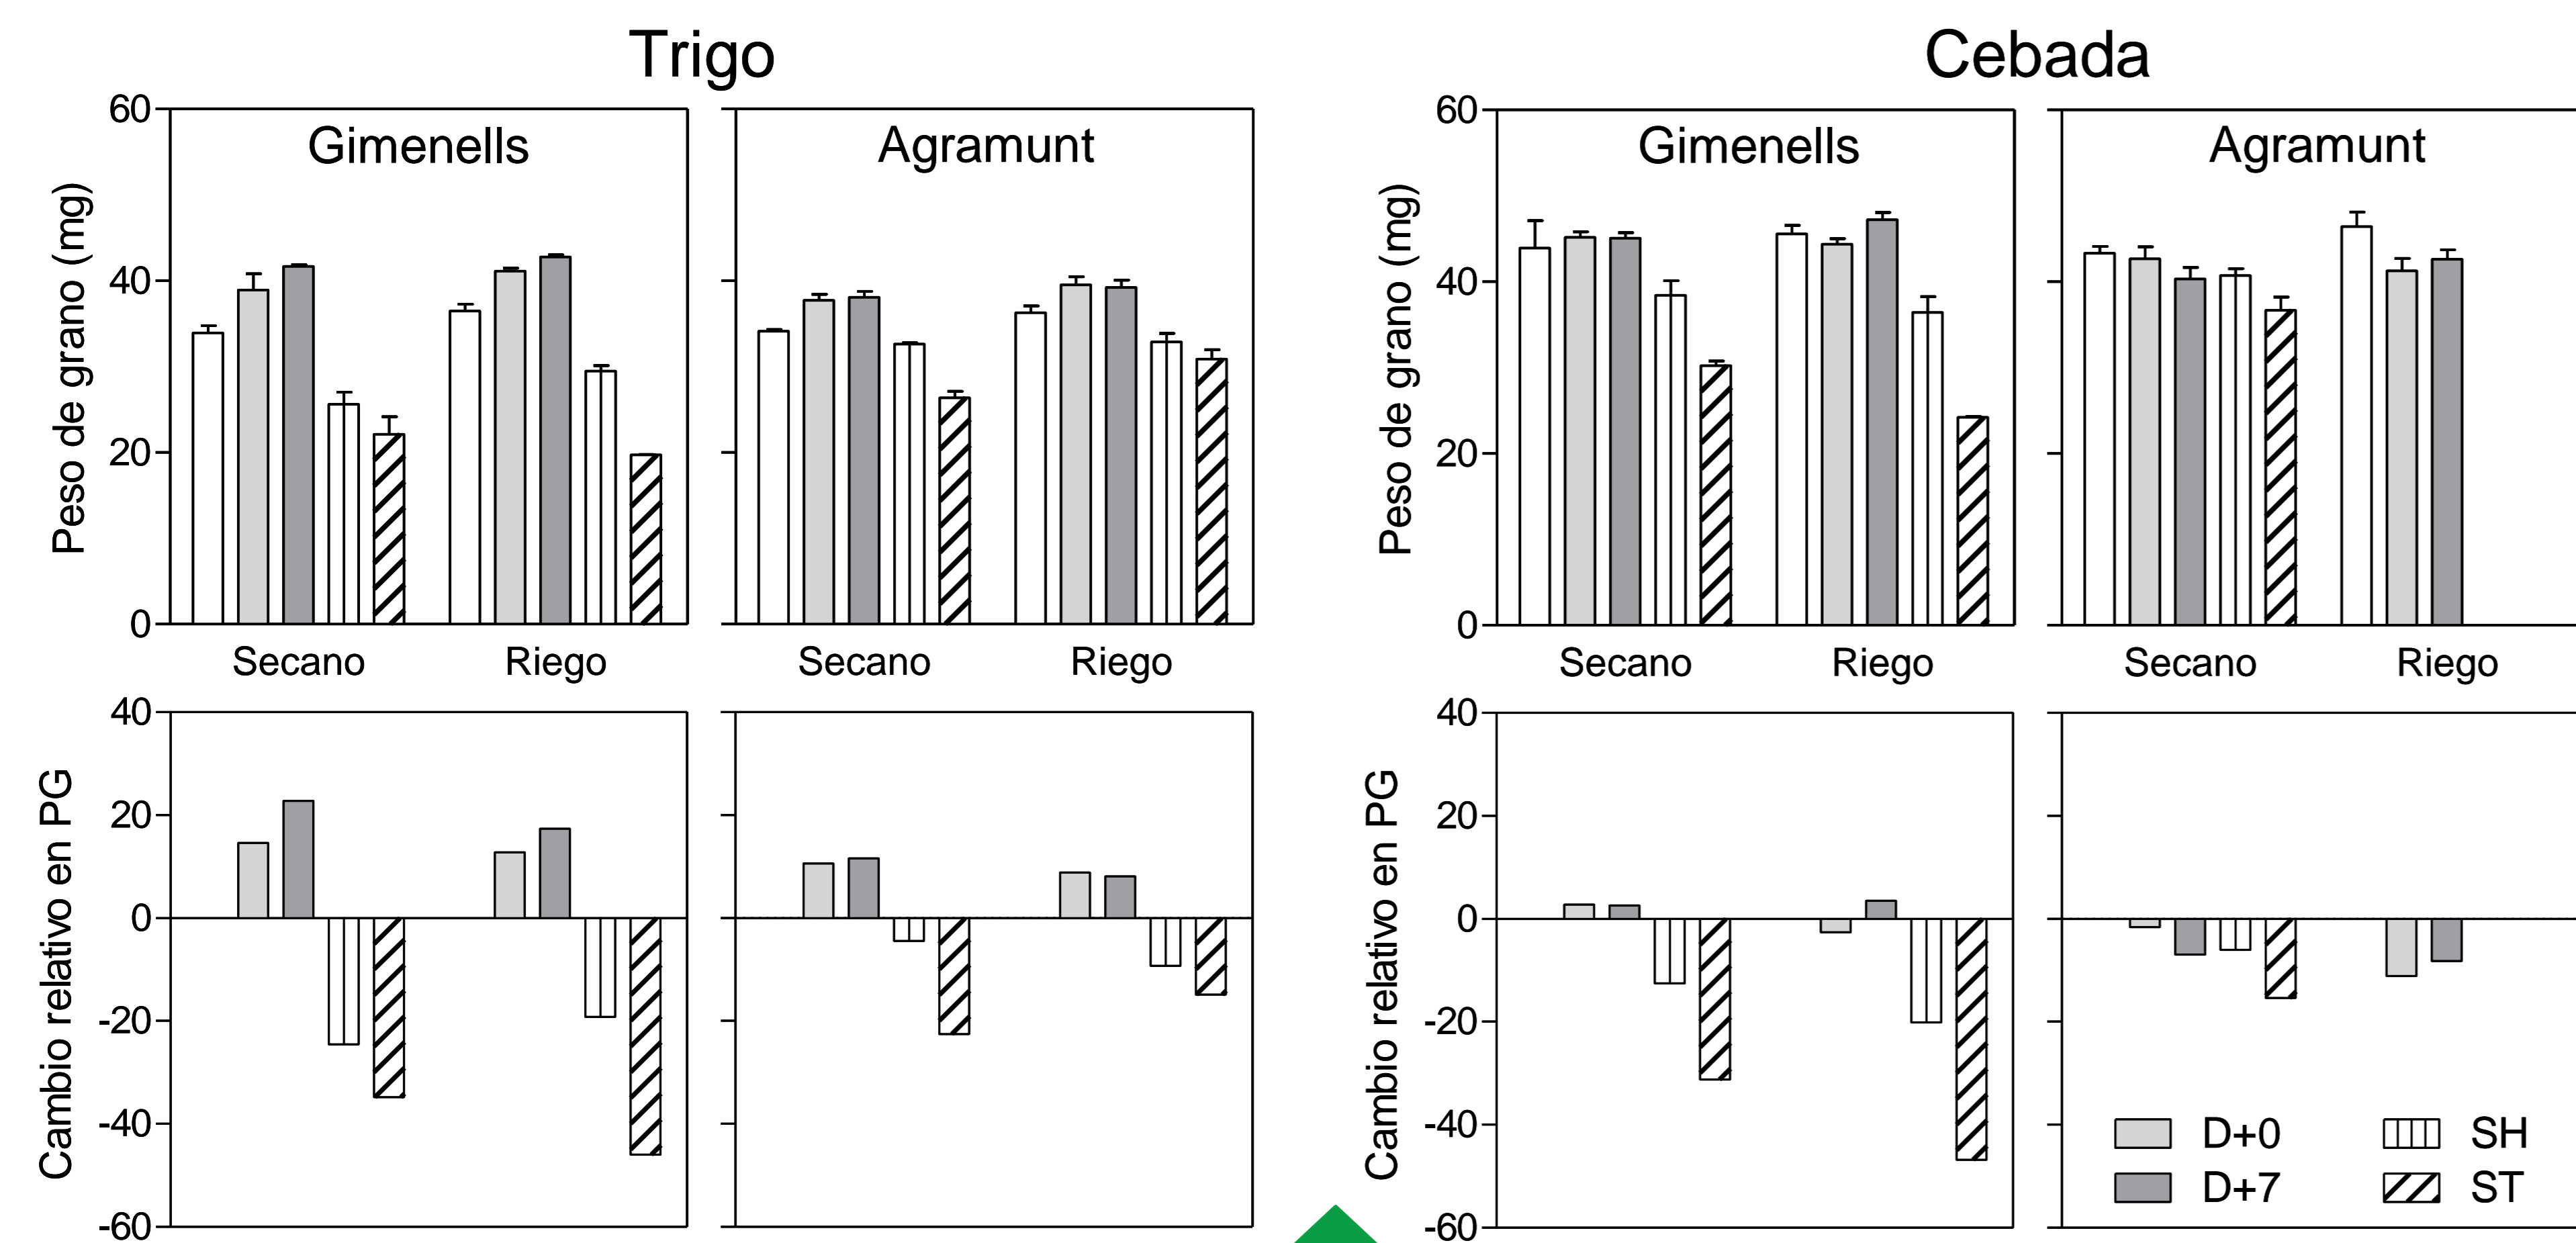 Trigo
Cebada
Gimenells
Agramunt
Gimenells
Agramunt
Peso de grano (mg)
60
40
20
0
Peso de grano (mg)
60
40
20
0
Secano Riego
Secano Riego
Secano Riego
Secano Riego
Cambio relativo en PG
40
20
0
-20
-40
-60
Cambio relativo en PG
40
20
0
-20
-40
-60
D+0 SH
D+7 ST